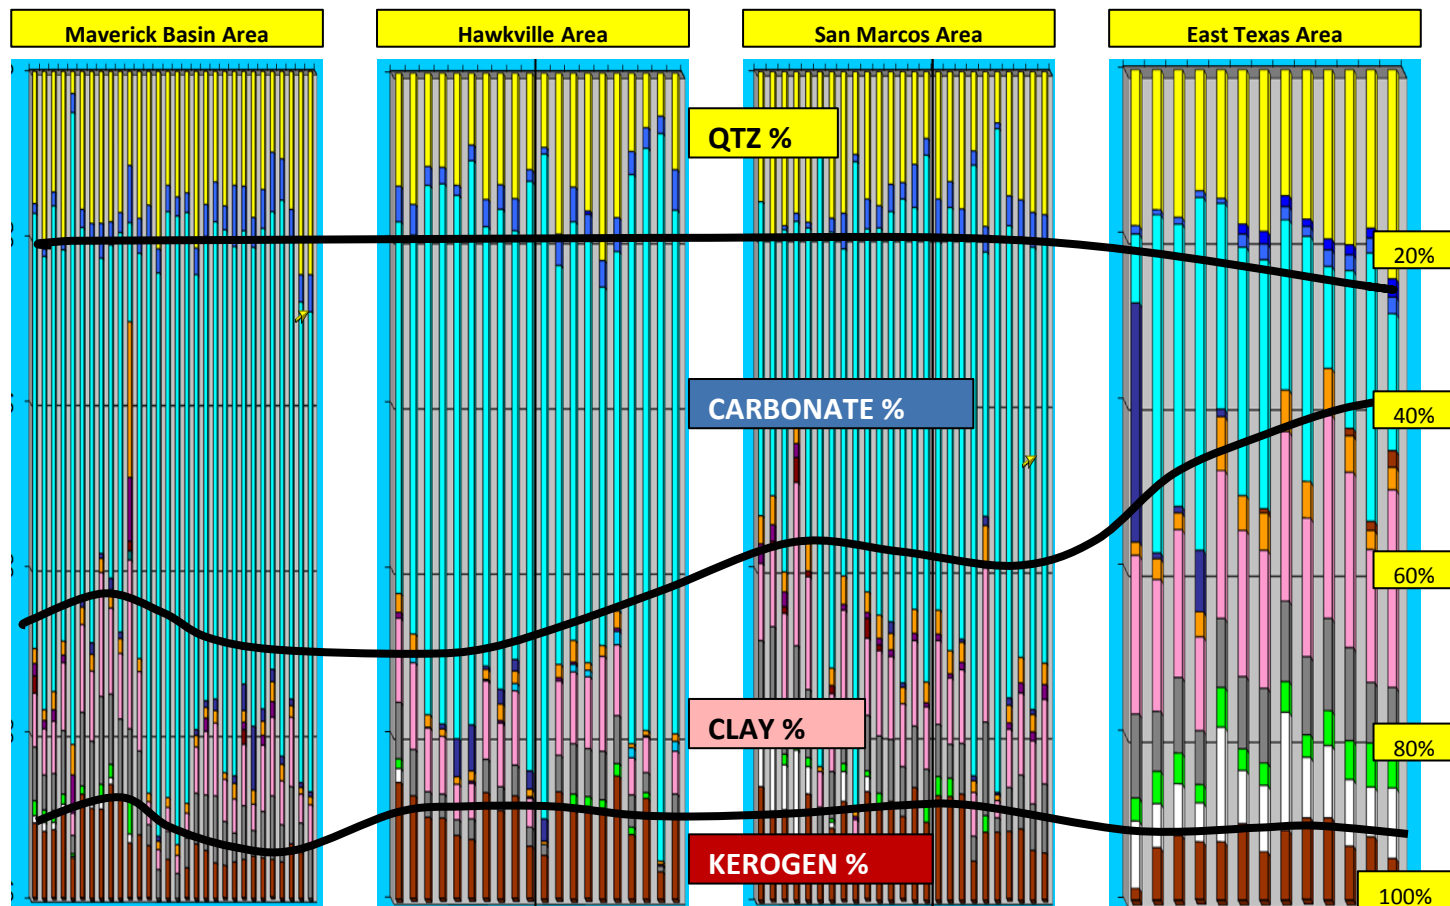 Maverick Basin Area
Hawkville Area
San Marcos Area
East Texas Area
QTZ %
20%
CARBONATE %
40%
60%
CLAY %
80%
KEROGEN %
100%